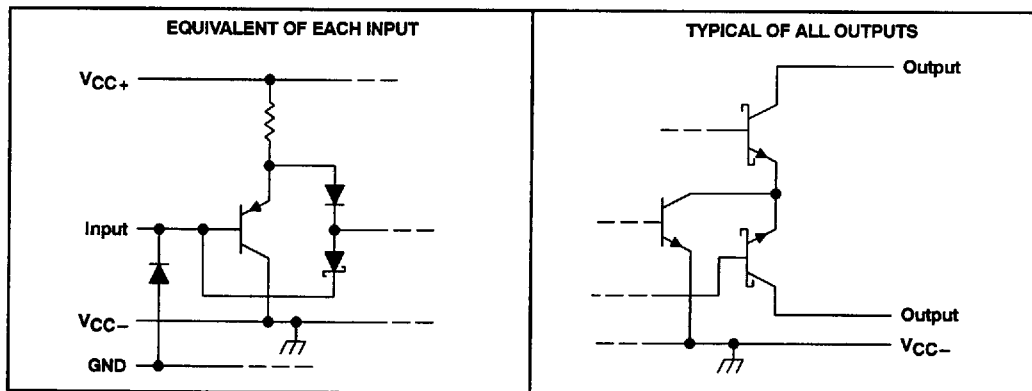 EQUIVALENT OF EACH INPUT
VCC+
Input
VCC–
GND
TYPICAL OF ALL OUTPUTS
Output
Output
VCC–